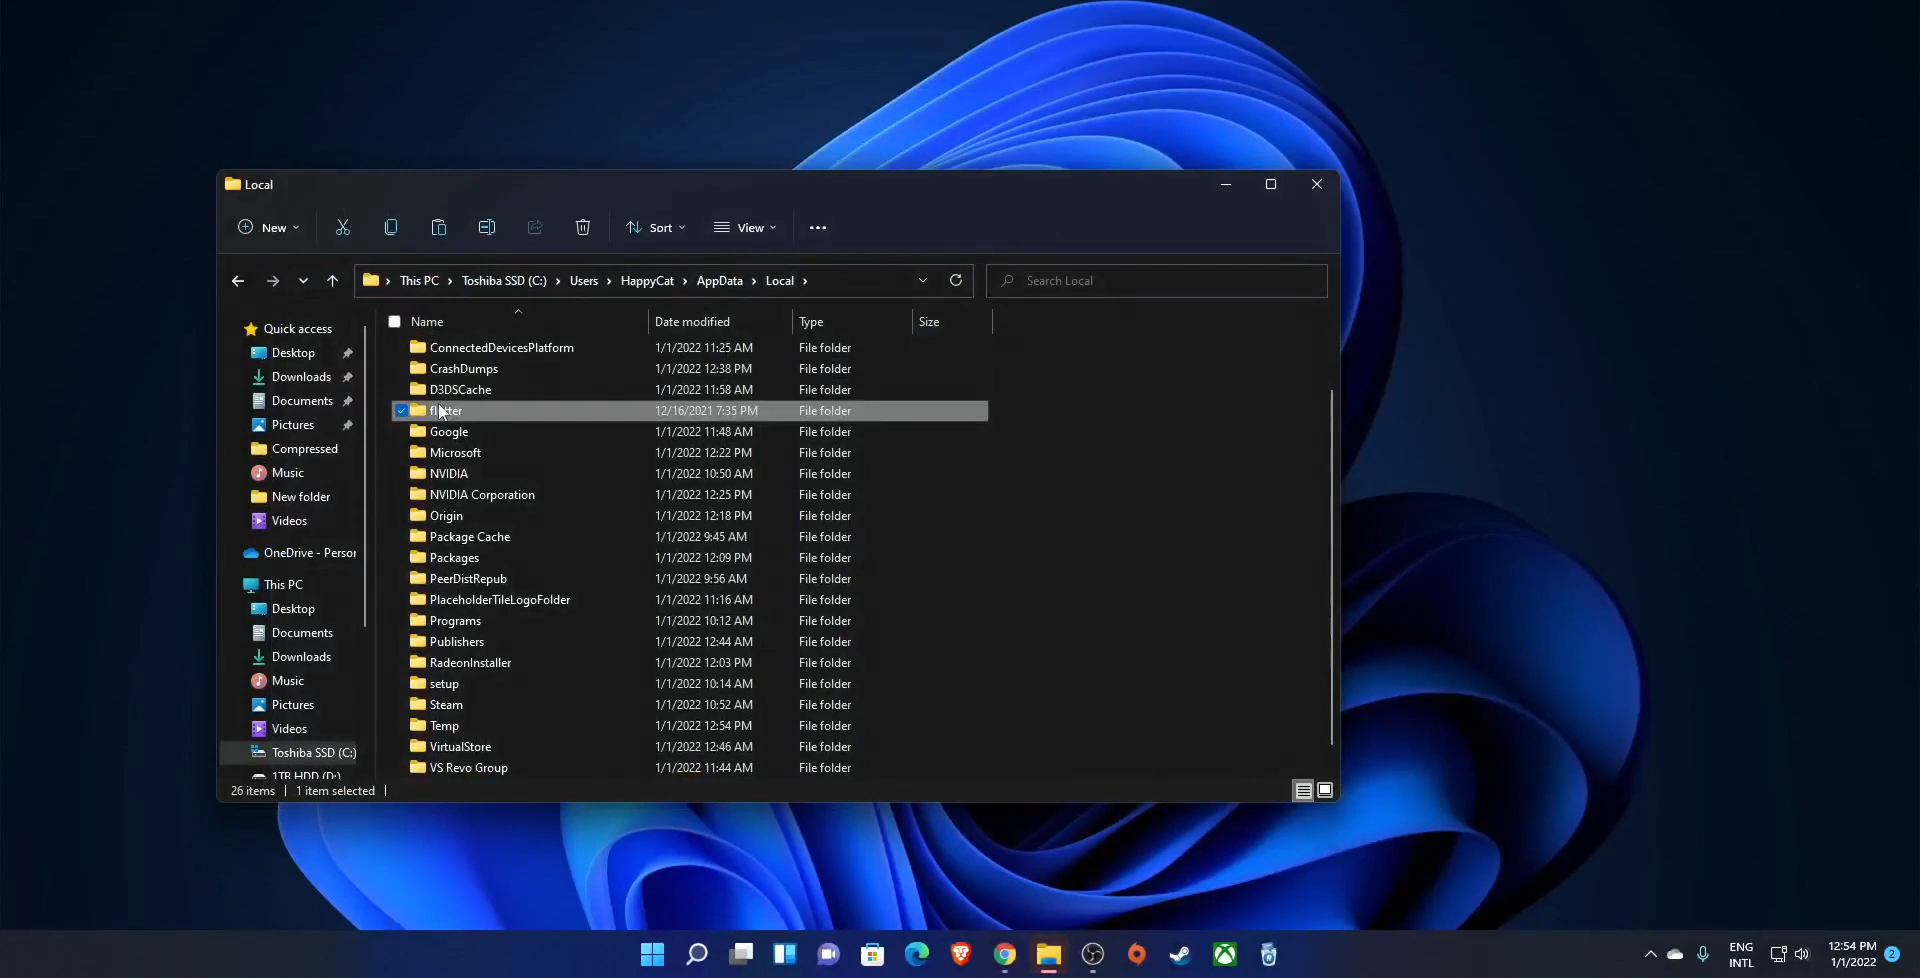 Local
New
Sort
View
This PC > Toshiba SSD (C:) > Users > HappyCat > AppData > Local >
Search Local
Quick access
Desktop
Downloads
Documents
Pictures
Compressed
Music
New folder
Videos
OneDrive - Person
This PC
Desktop
Documents
Downloads
Music
Pictures
Videos
Toshiba SSD (C:)
1TB HDD (D:)
Name Date modified Type Size
ConnectedDevicesPlatform 1/1/2022 11:25 AM File folder
CrashDumps 1/1/2022 12:38 PM File folder
D3DSCache 1/1/2022 11:58 AM File folder
flutter 12/16/2021 7:35 PM File folder
Google 1/1/2022 11:48 AM File folder
Microsoft 1/1/2022 12:22 PM File folder
NVIDIA 1/1/2022 10:50 AM File folder
NVIDIA Corporation 1/1/2022 12:25 PM File folder
Origin 1/1/2022 12:18 PM File folder
Package Cache 1/1/2022 9:45 AM File folder
Packages 1/1/2022 12:09 PM File folder
PeerDistRepub 1/1/2022 9:56 AM File folder
PlaceholderTileLogoFolder 1/1/2022 11:16 AM File folder
Programs 1/1/2022 10:12 AM File folder
Publishers 1/1/2022 12:44 AM File folder
RadeonInstaller 1/1/2022 12:03 PM File folder
setup 1/1/2022 10:14 AM File folder
Steam 1/1/2022 10:52 AM File folder
Temp 1/1/2022 12:54 PM File folder
VirtualStore 1/1/2022 12:46 AM File folder
VS Revo Group 1/1/2022 11:44 AM File folder
26 items | 1 item selected |
ENG
INTL
12:54 PM
1/1/2022
2